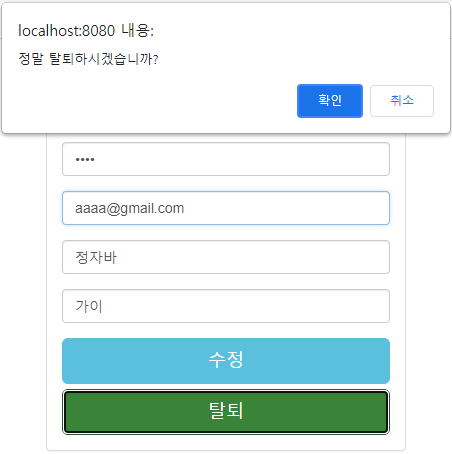 localhost:8080 내용:
정말 탈퇴하시겠습니까?
확인 취소
••••
aaaa@gmail.com
정자바
가이
수정
탈퇴